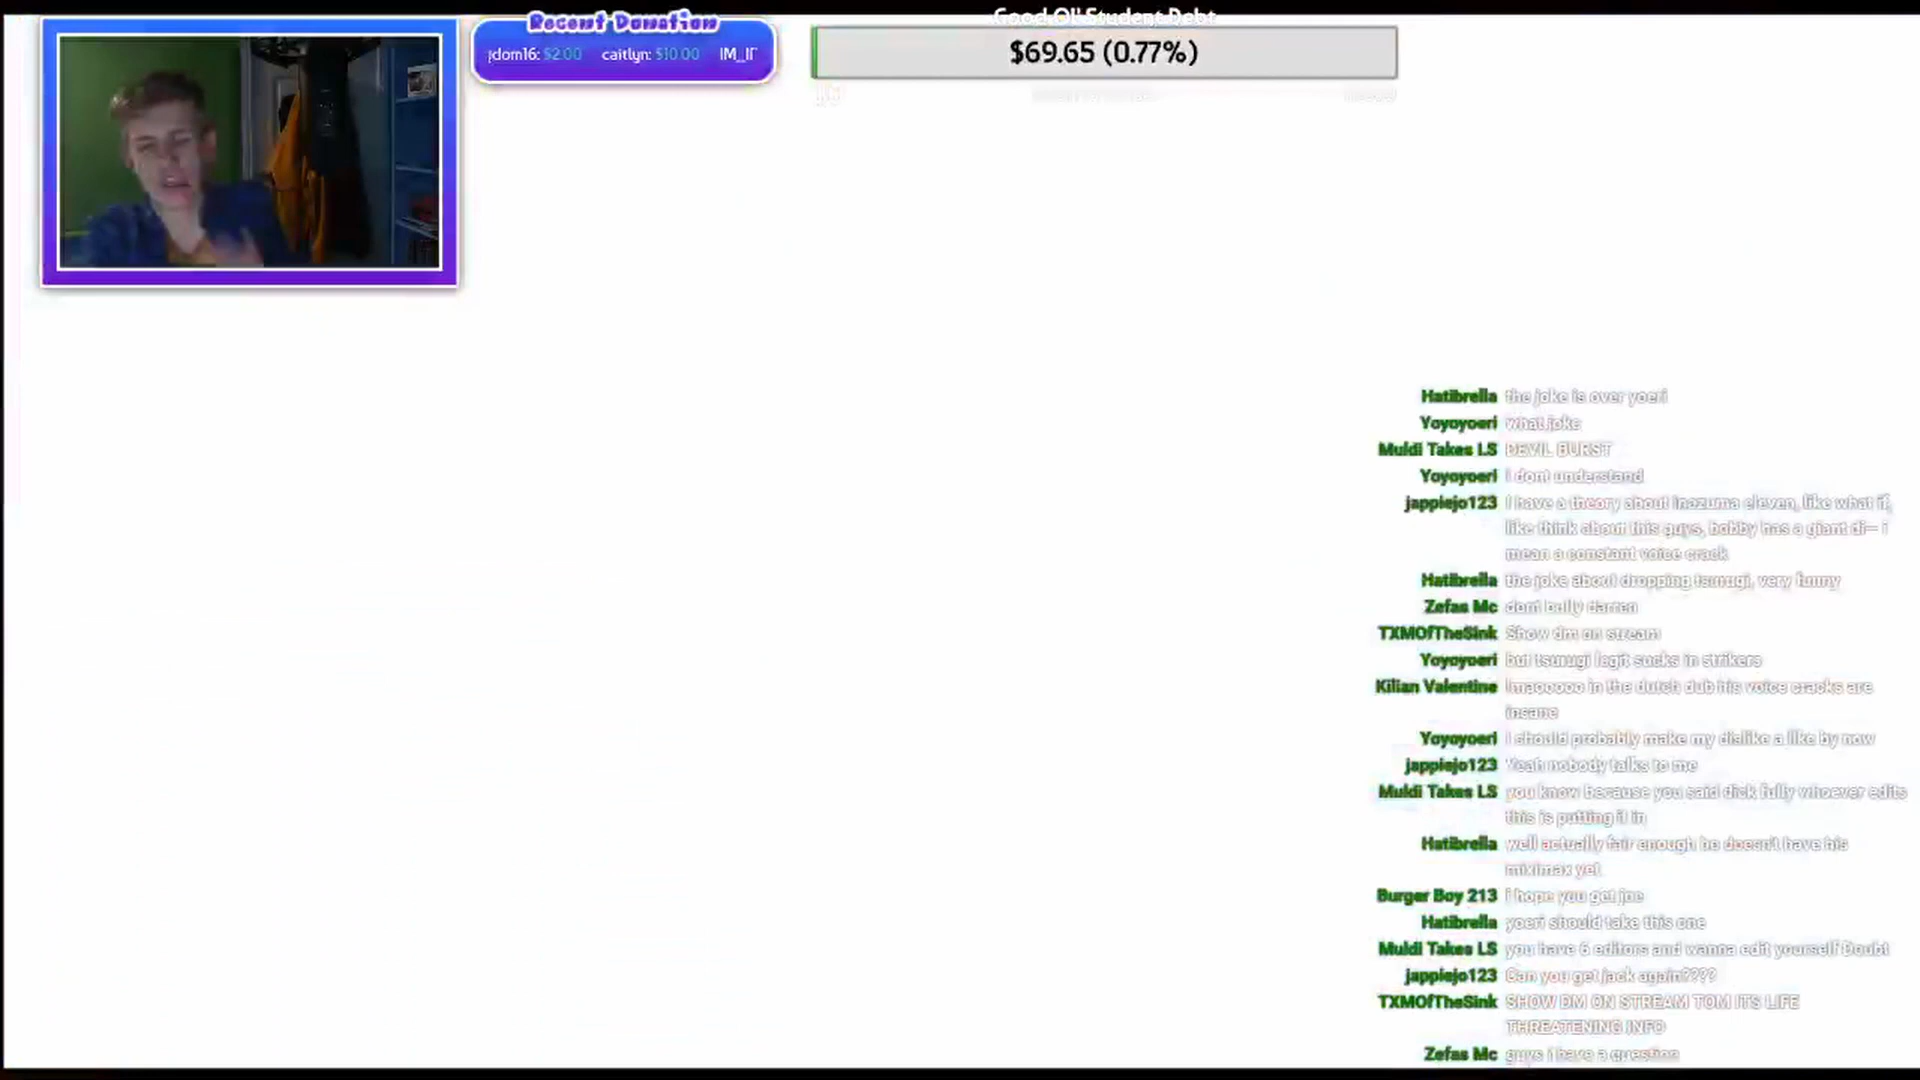 Recent Donation
jdom16: $2.00 caitlyn: $10.00 IM_
Good Ol' Student Debt
$69.65 (0.77%)
Hatibrella the joke is over yoeri
Yoyoyoeri what joke
Muldi Takes LS DEVIL BURST
Yoyoyoeri I dont understand
jappiejo123 I have a theory about inazuma eleven, like what if,
like think about this guys, bobby has a giant di— i
mean a constant voice crack
Hatibrella the joke about dropping tsurugi, very funny
Zefas Mc dont bully darren
TXMOfTheSink Show dm on stream
Yoyoyoeri but tsurugi legit sucks in strikers
Kilian Valentine lmaooooo in the dutch dub his voice cracks are
insane
Yoyoyoeri I should probably make my dislike a like by now
jappiejo123 Yeah nobody talks to me
Muldi Takes LS you know because you said dick fully whoever edits
this is putting it in
Hatibrella well actually fair enough he doesn't have his
miximax yet
Burger Boy 213 i hope you get joe
Hatibrella yoeri should take this one
Muldi Takes LS you have 6 editors and wanna edit yourself Doubt
jappiejo123 Can you get jack again????
TXMOfTheSink SHOW DM ON STREAM TOM ITS LIFE
THREATENING INFO
Zefas Mc guys i have a question